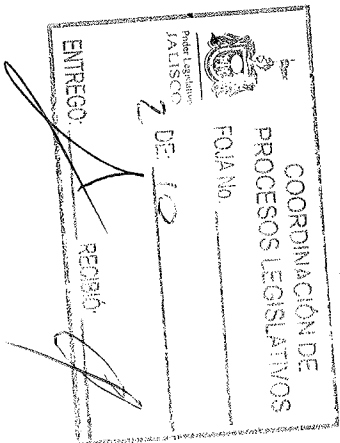 COORDINACIÓN DE
PROCESOS LEGISLATIVOS
Poder Legislativo
JALISCO
FOJA No.
2 DE: 10
ENTREGO: RECIBIÓ: